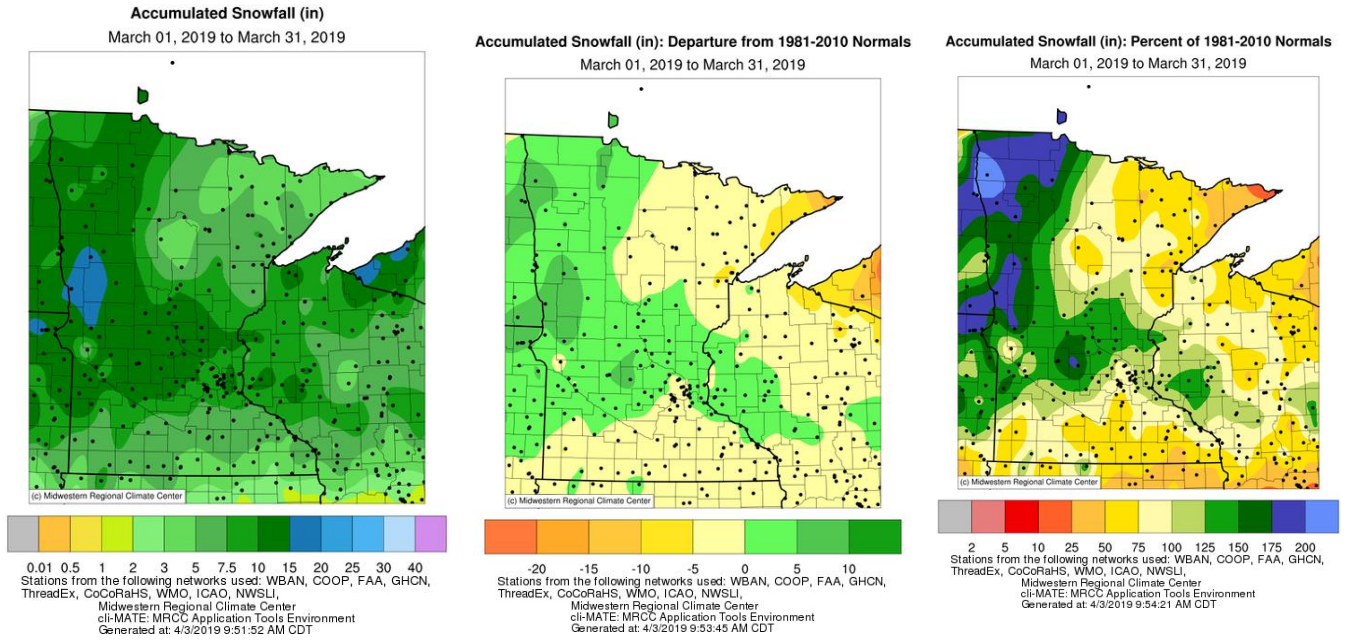 Accumulated Snowfall (in)
March 01, 2019 to March 31, 2019
(c) Midwestern Regional Climate Center
0.01 0.5 1 2 3 5 7.5 10 15 20 25 30 40
Stations from the following networks used: WBAN, COOP, FAA, GHCN,
ThreadEx, CoCoRaHS, WMO, ICAO, NWSLI,
Midwestern Regional Climate Center
cli-MATE: MRCC Application Tools Environment
Generated at: 4/3/2019 9:51:52 AM CDT
Accumulated Snowfall (in): Departure from 1981-2010 Normals
March 01, 2019 to March 31, 2019
(c) Midwestern Regional Climate Center
-20 -15 -10 -5 0 5 10
Stations from the following networks used: WBAN, COOP, FAA, GHCN,
ThreadEx, CoCoRaHS, WMO, ICAO, NWSLI,
Midwestern Regional Climate Center
cli-MATE: MRCC Application Tools Environment
Generated at: 4/3/2019 9:53:45 AM CDT
Accumulated Snowfall (in): Percent of 1981-2010 Normals
March 01, 2019 to March 31, 2019
(c) Midwestern Regional Climate Center
2 5 10 25 50 75 100 125 150 175 200
Stations from the following networks used: WBAN, COOP, FAA, GHCN,
ThreadEx, CoCoRaHS, WMO, ICAO, NWSLI,
Midwestern Regional Climate Center
cli-MATE: MRCC Application Tools Environment
Generated at: 4/3/2019 9:54:21 AM CDT